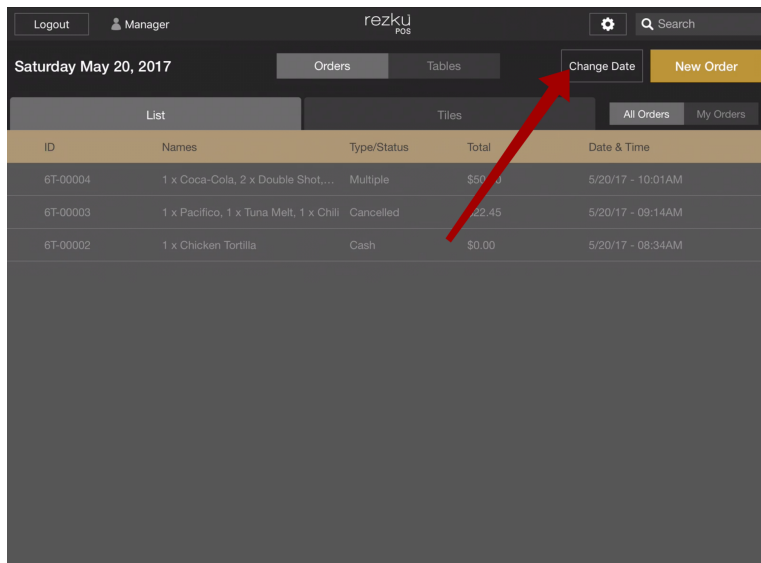 Logout Manager rezkū POS Search
Saturday May 20, 2017 Orders Tables Change Date New Order
List Tiles All Orders My Orders
ID Names Type/Status Total Date & Time
6T-00004 1 x Coca-Cola, 2 x Double Shot,... Multiple 5/20/17 - 10:01AM
6T-00003 1 x Pacifico, 1 x Tuna Melt, 1 x Chili Cancelled 5/20/17 - 09:14AM
6T-00002 1 x Chicken Tortilla Cash $0.00 5/20/17 - 08:34AM